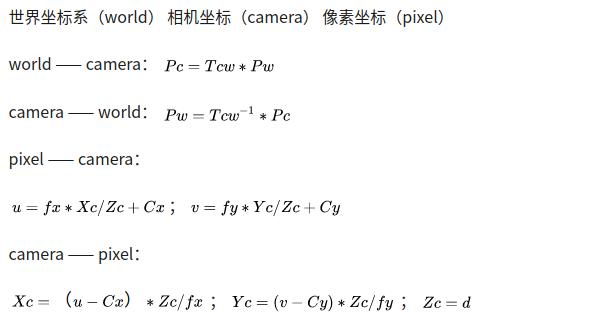 世界坐标系（world） 相机坐标（camera） 像素坐标（pixel）
world —— camera： Pc = Tcw * Pw
camera —— world： Pw = Tcw⁻¹ * Pc
pixel —— camera：
u = fx * Xc/Zc + Cx； v = fy * Yc/Zc + Cy
camera —— pixel：
Xc = （u − Cx） * Zc/fx ； Yc = (v − Cy) * Zc/fy ； Zc = d